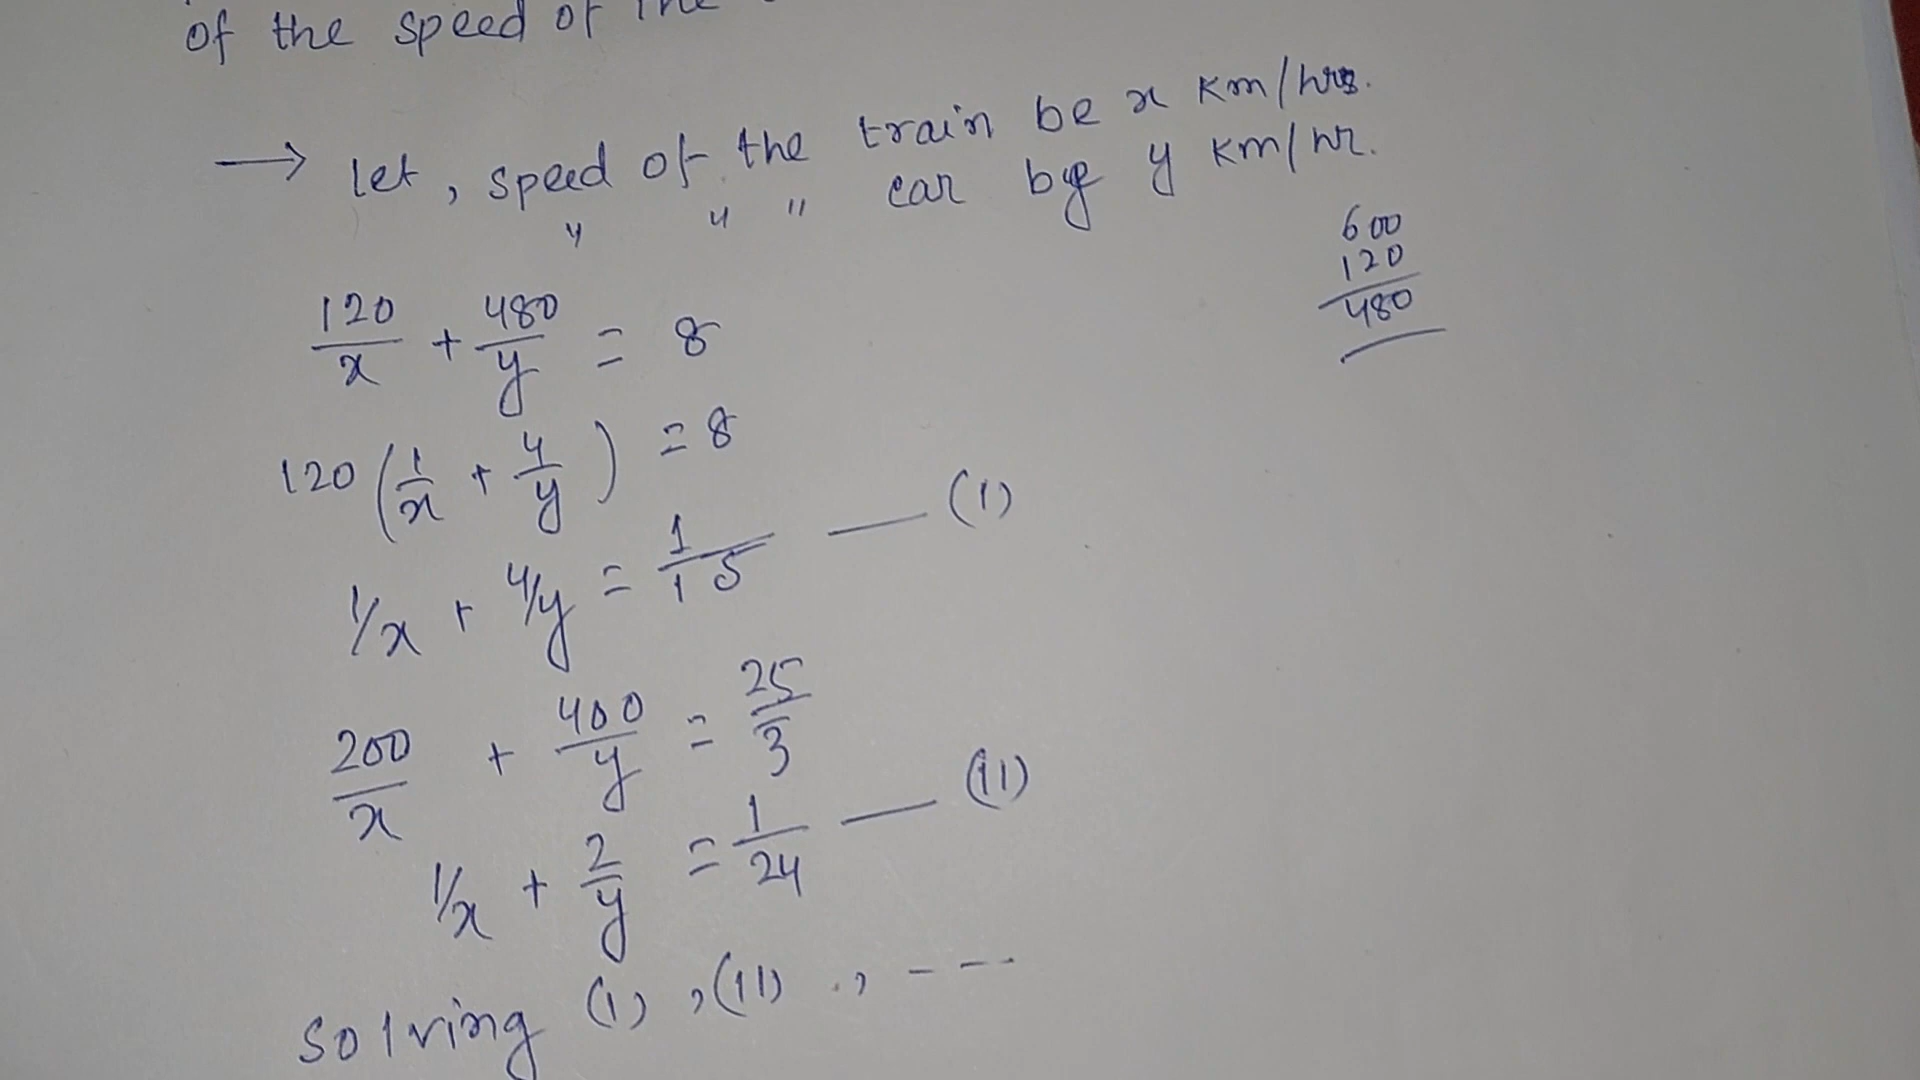 of the speed of the
→ let, speed of the train be x km/hrs.
" " " car be y km/hr.
600
120
480
120/x + 480/y = 8
120 (1/x + 4/y) = 8
1/x + 4/y = 1/15 — (I)
200/x + 400/y = 25/3
1/x + 2/y = 1/24 — (II)
solving (I), (II) ., ---